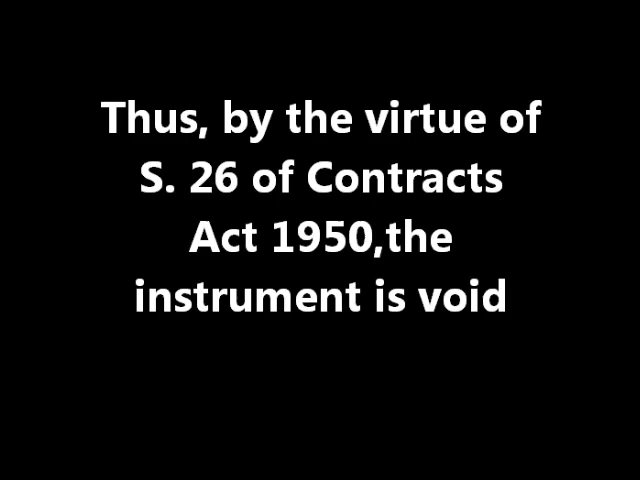 Thus, by the virtue of
S. 26 of Contracts
Act 1950,the
instrument is void